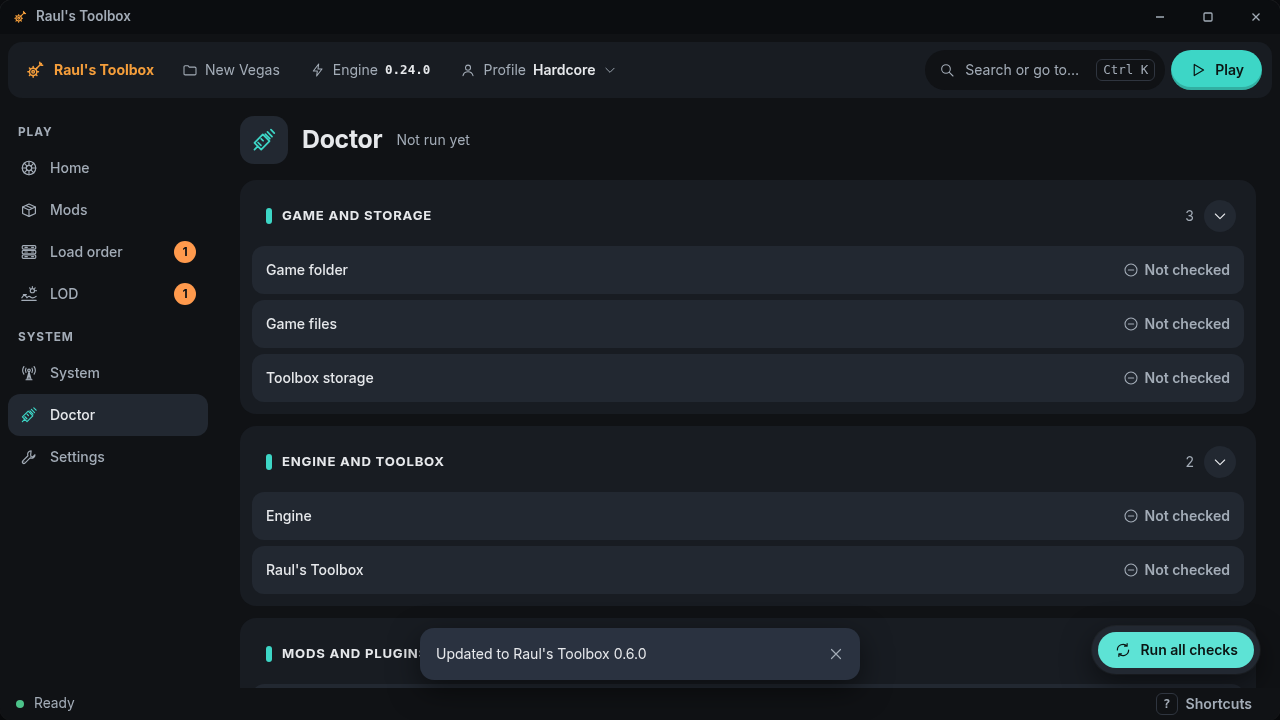 Raul's Toolbox
Raul's Toolbox
New Vegas
Engine 0.24.0
Profile Hardcore
Search or go to...
Ctrl K
Play
PLAY
Home
Mods
Load order 1
LOD 1
SYSTEM
System
Doctor
Settings
Doctor
Not run yet
GAME AND STORAGE 3
Game folder Not checked
Game files Not checked
Toolbox storage Not checked
ENGINE AND TOOLBOX 2
Engine Not checked
Raul's Toolbox Not checked
MODS AND PLUGIN
Updated to Raul's Toolbox 0.6.0
Run all checks
Ready
? Shortcuts